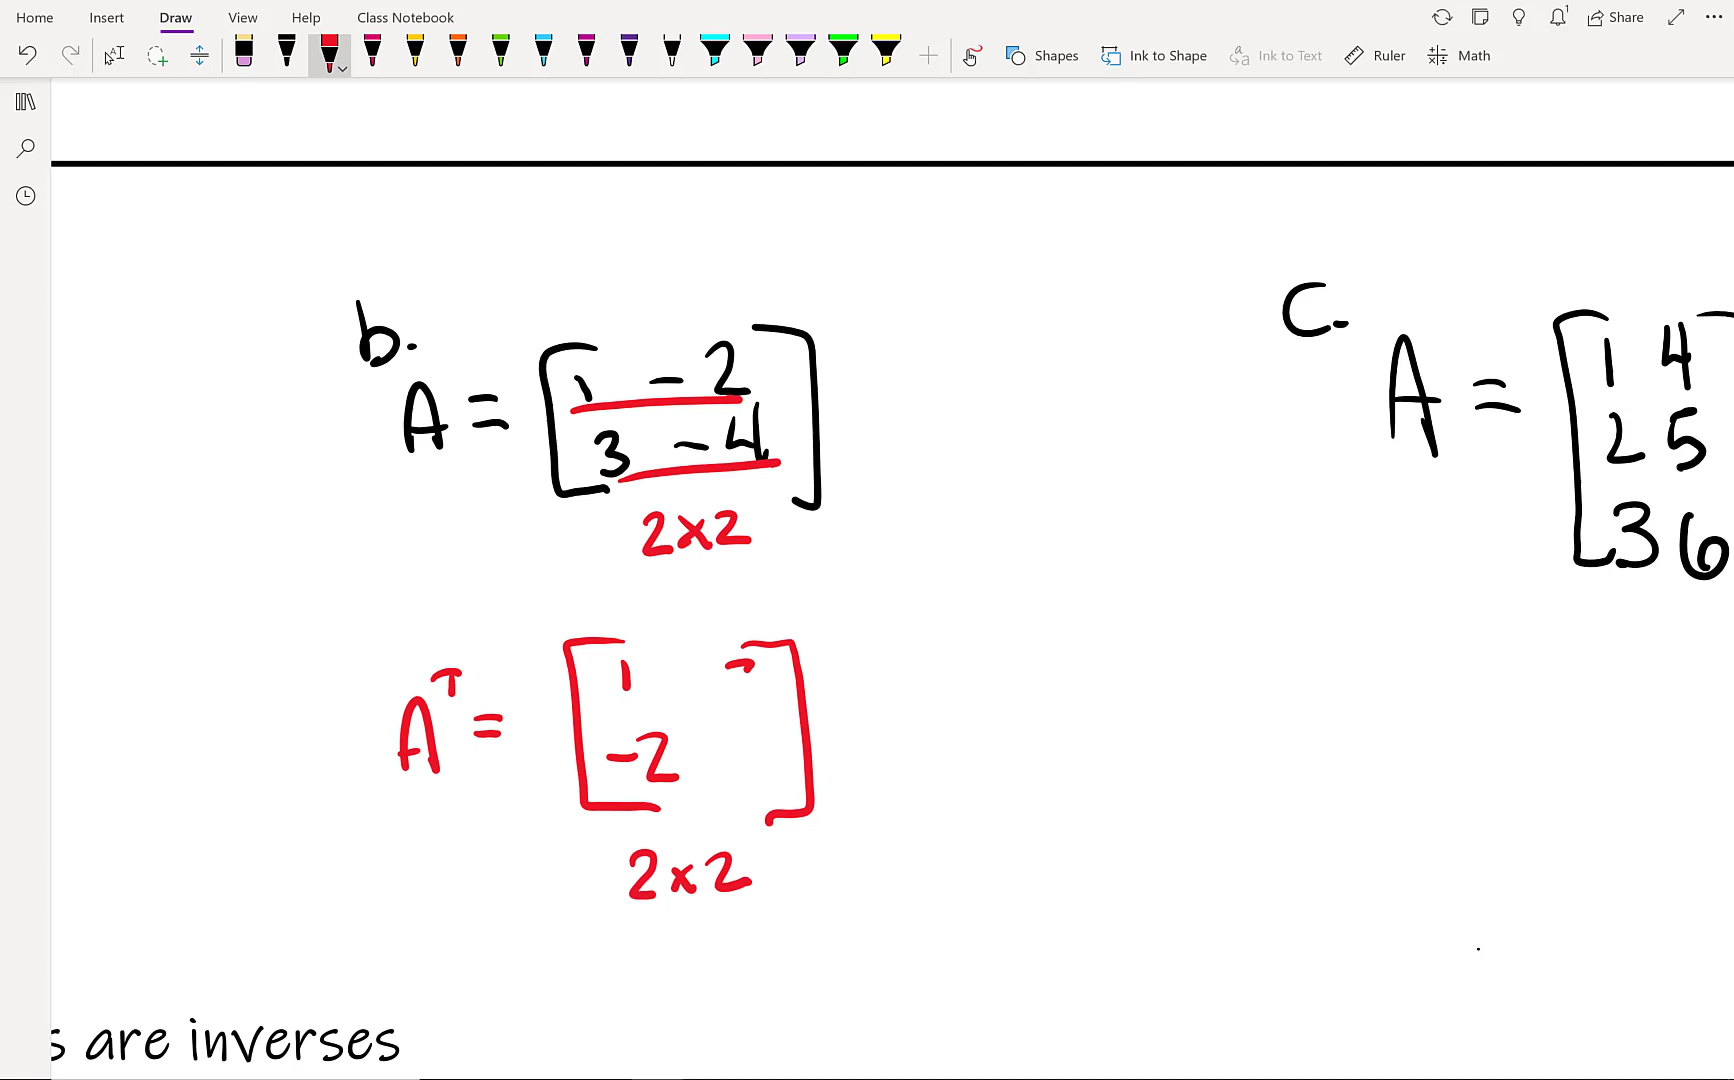 Home Insert Draw View Help Class Notebook Share
Shapes Ink to Shape Ink to Text Ruler Math
b.
A = [1 -2
3 -4]
2x2
C.
A = [1 4
2 5
3 6
A^T = [1
-2 ]
2x2
s are inverses